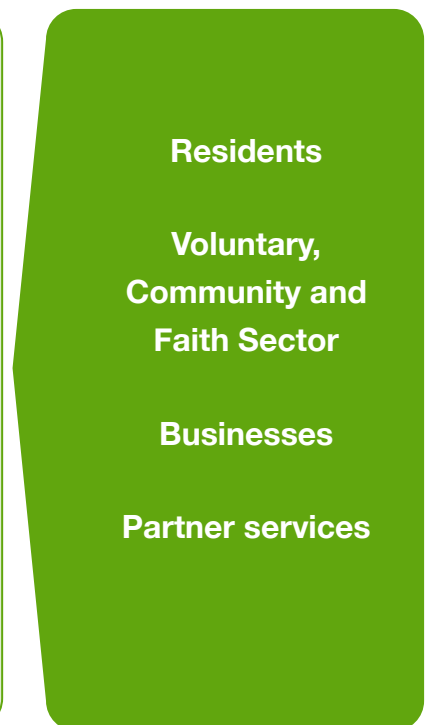 Residents
Voluntary,
Community and
Faith Sector
Businesses
Partner services